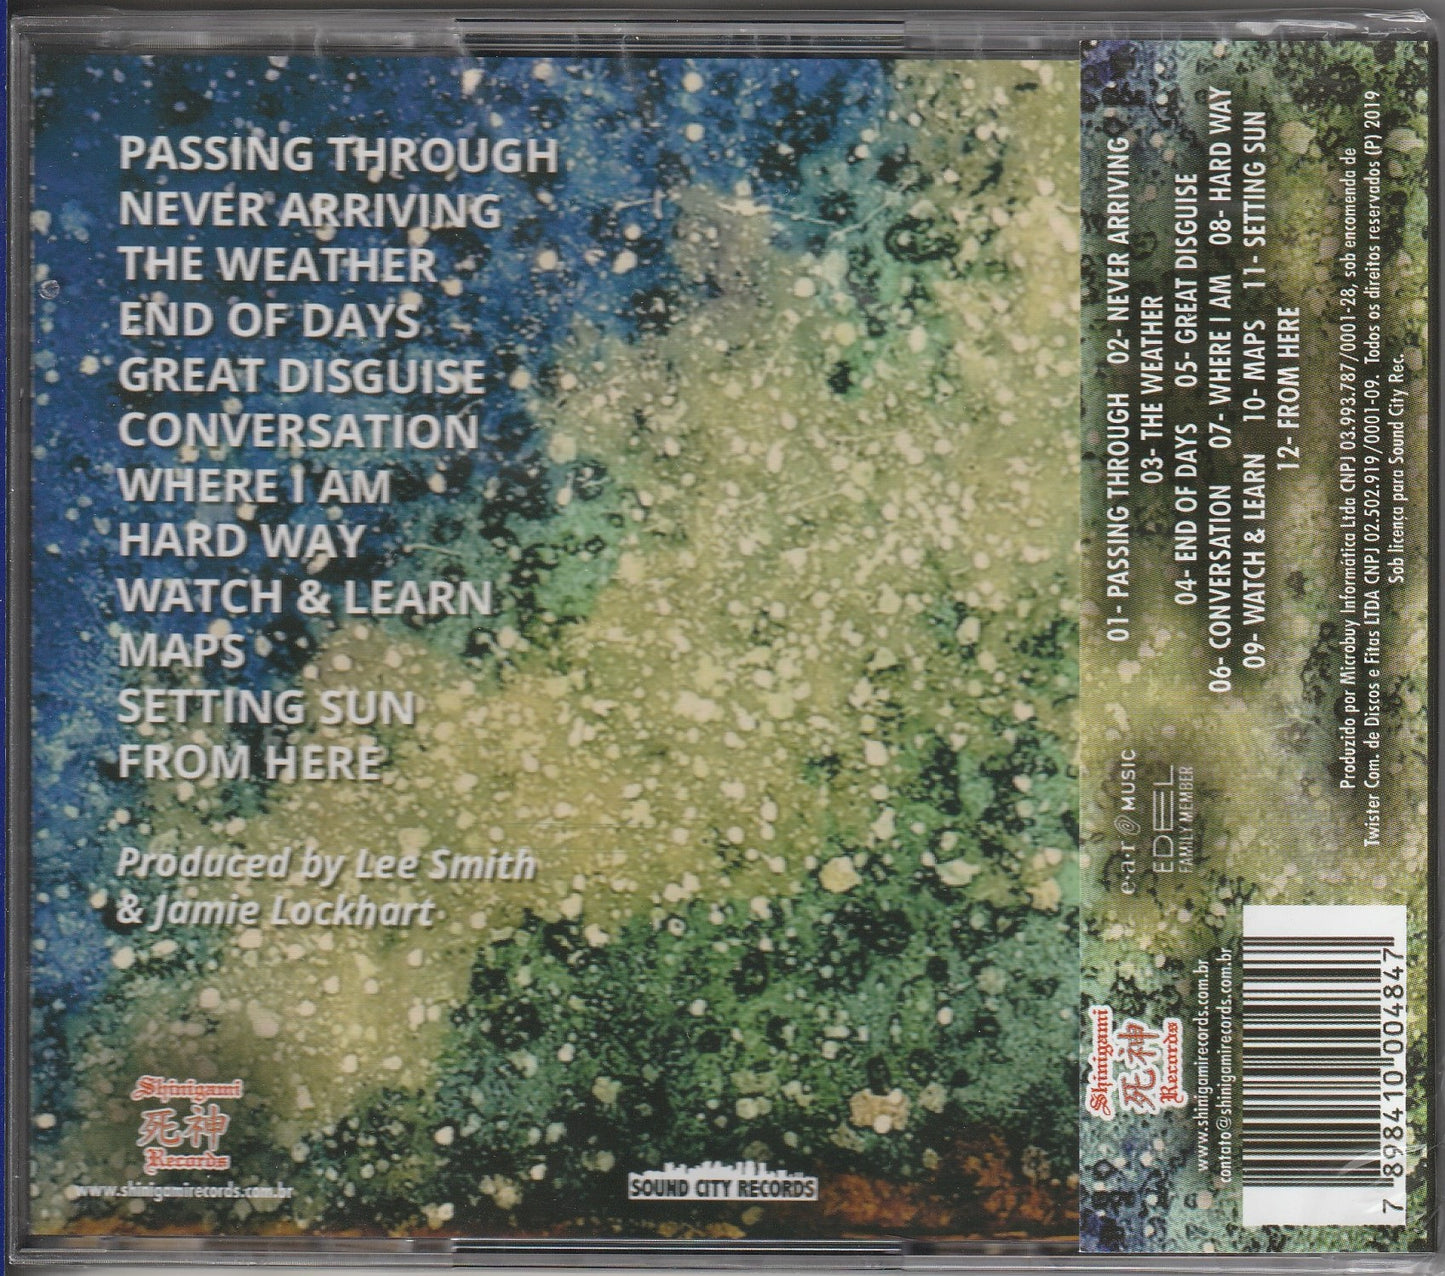 PASSING THROUGH
NEVER ARRIVING
THE WEATHER
END OF DAYS
GREAT DISGUISE
CONVERSATION
WHERE I AM
HARD WAY
WATCH & LEARN
MAPS
SETTING SUN
FROM HERE
Produced by Lee Smith
& Jamie Lockhart
Shinigami
死神
Records
www.shinigamirecords.com.br
SOUND CITY RECORDS
01- PASSING THROUGH 02- NEVER ARRIVING
03- THE WEATHER
04- END OF DAYS 05- GREAT DISGUISE
06- CONVERSATION 07- WHERE I AM 08- HARD WAY
09- WATCH & LEARN 10- MAPS 11- SETTING SUN
12- FROM HERE
Produzido por Microbuy Informática Ltda CNPJ 03.993.787/0001-28, sob encomenda de
Twister Com. de Discos e Fitas LTDA CNPJ 02.502.919/0001-09. Todos os direitos reservados (P) 2019
Sob licença para Sound City Rec.
e·a·r MUSIC
EDEL
FAMILY MEMBER
Shinigami
死神
Records
www.shinigamirecords.com.br
contato@shinigamirecords.com.br
7 898410 004847